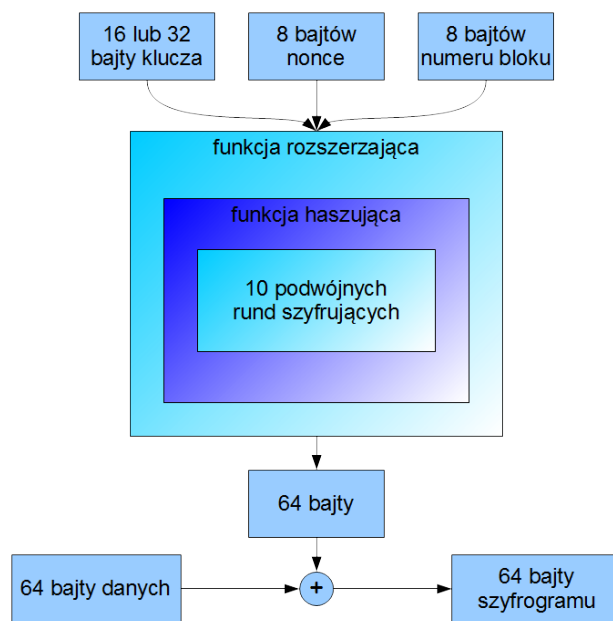 16 lub 32
bajty klucza
8 bajtów
nonce
8 bajtów
numeru bloku
funkcja rozszerzająca
funkcja haszująca
10 podwójnych
rund szyfrujących
64 bajty
64 bajty danych
+
64 bajty
szyfrogramu